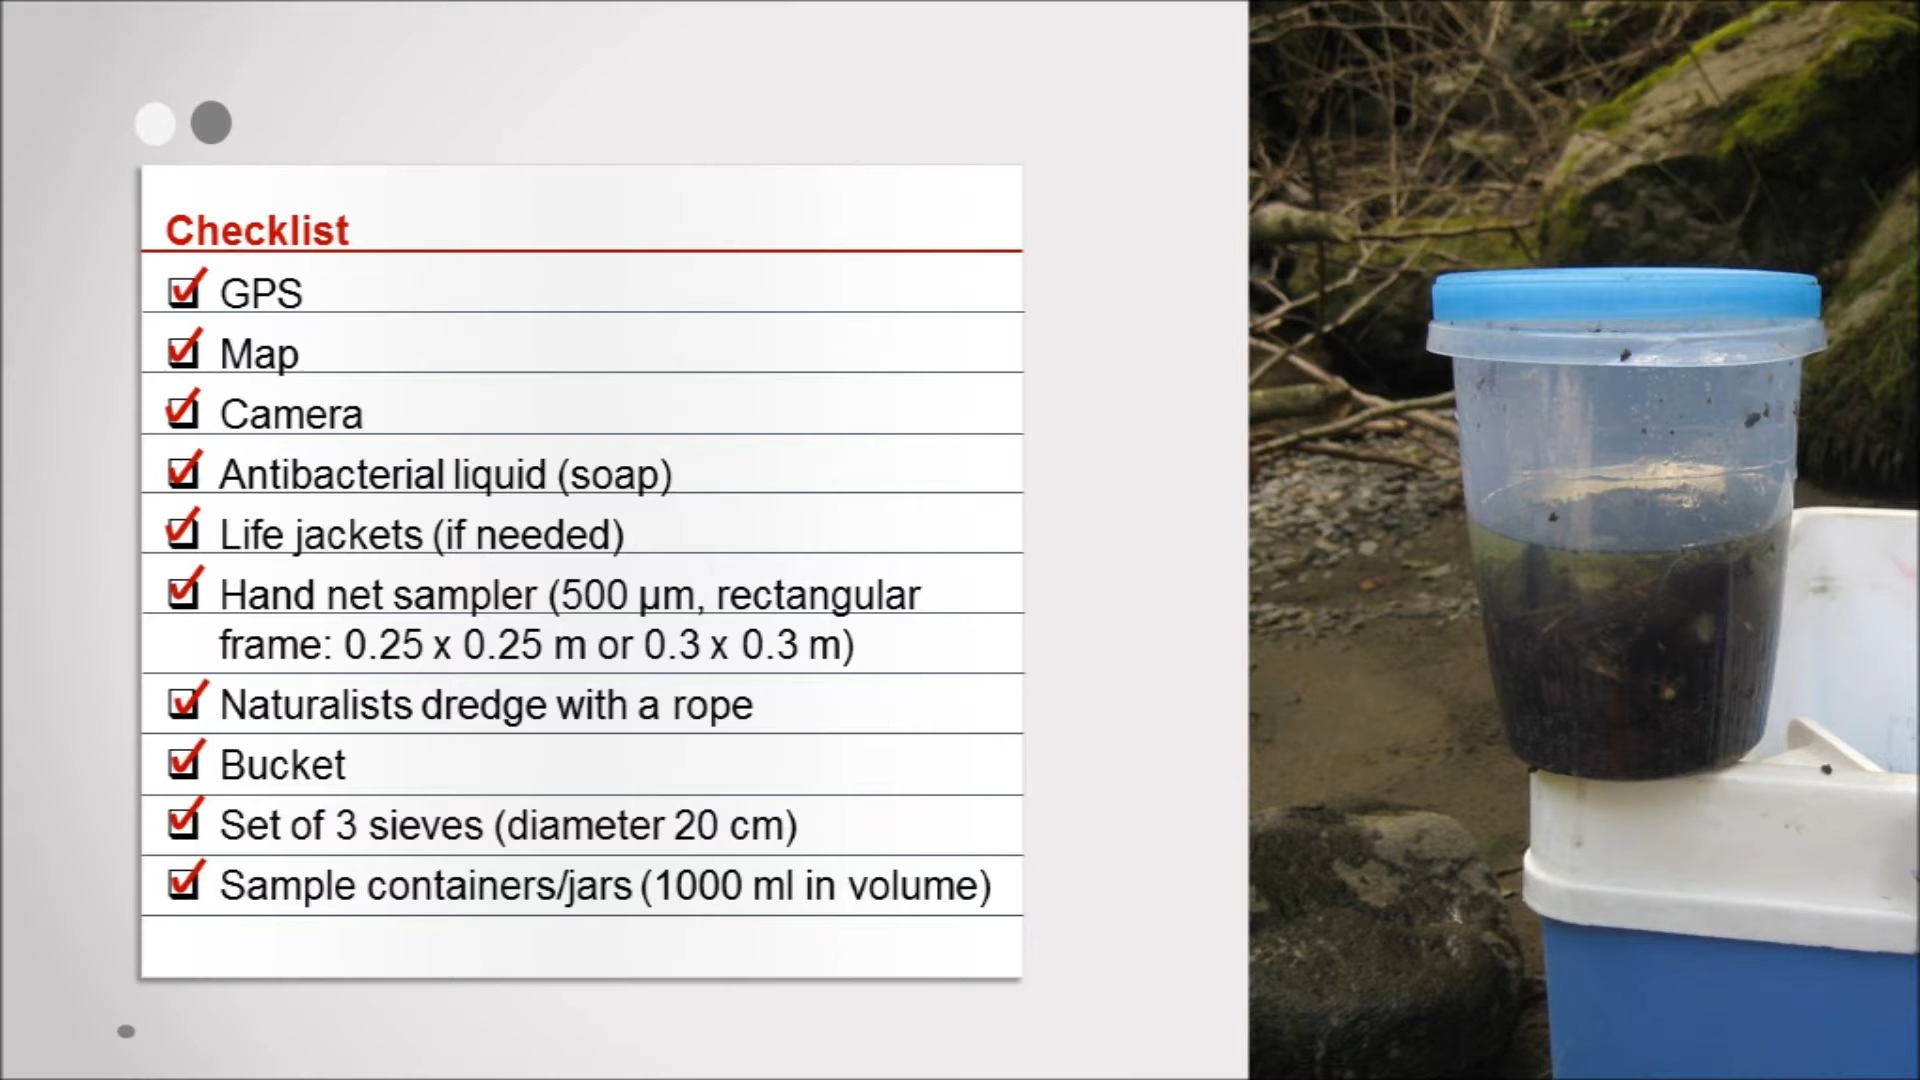 Checklist
GPS
Map
Camera
Antibacterial liquid (soap)
Life jackets (if needed)
Hand net sampler (500 µm, rectangular
frame: 0.25 x 0.25 m or 0.3 x 0.3 m)
Naturalists dredge with a rope
Bucket
Set of 3 sieves (diameter 20 cm)
Sample containers/jars (1000 ml in volume)